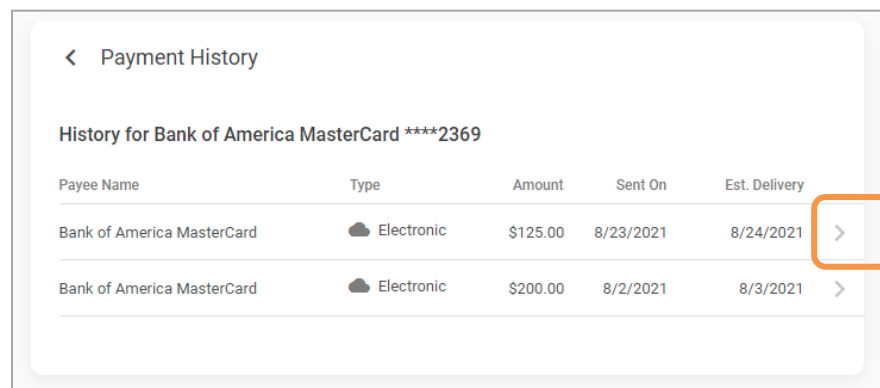 Payment History
History for Bank of America MasterCard ****2369
Payee Name Type Amount Sent On Est. Delivery
Bank of America MasterCard Electronic $125.00 8/23/2021 8/24/2021
Bank of America MasterCard Electronic $200.00 8/2/2021 8/3/2021